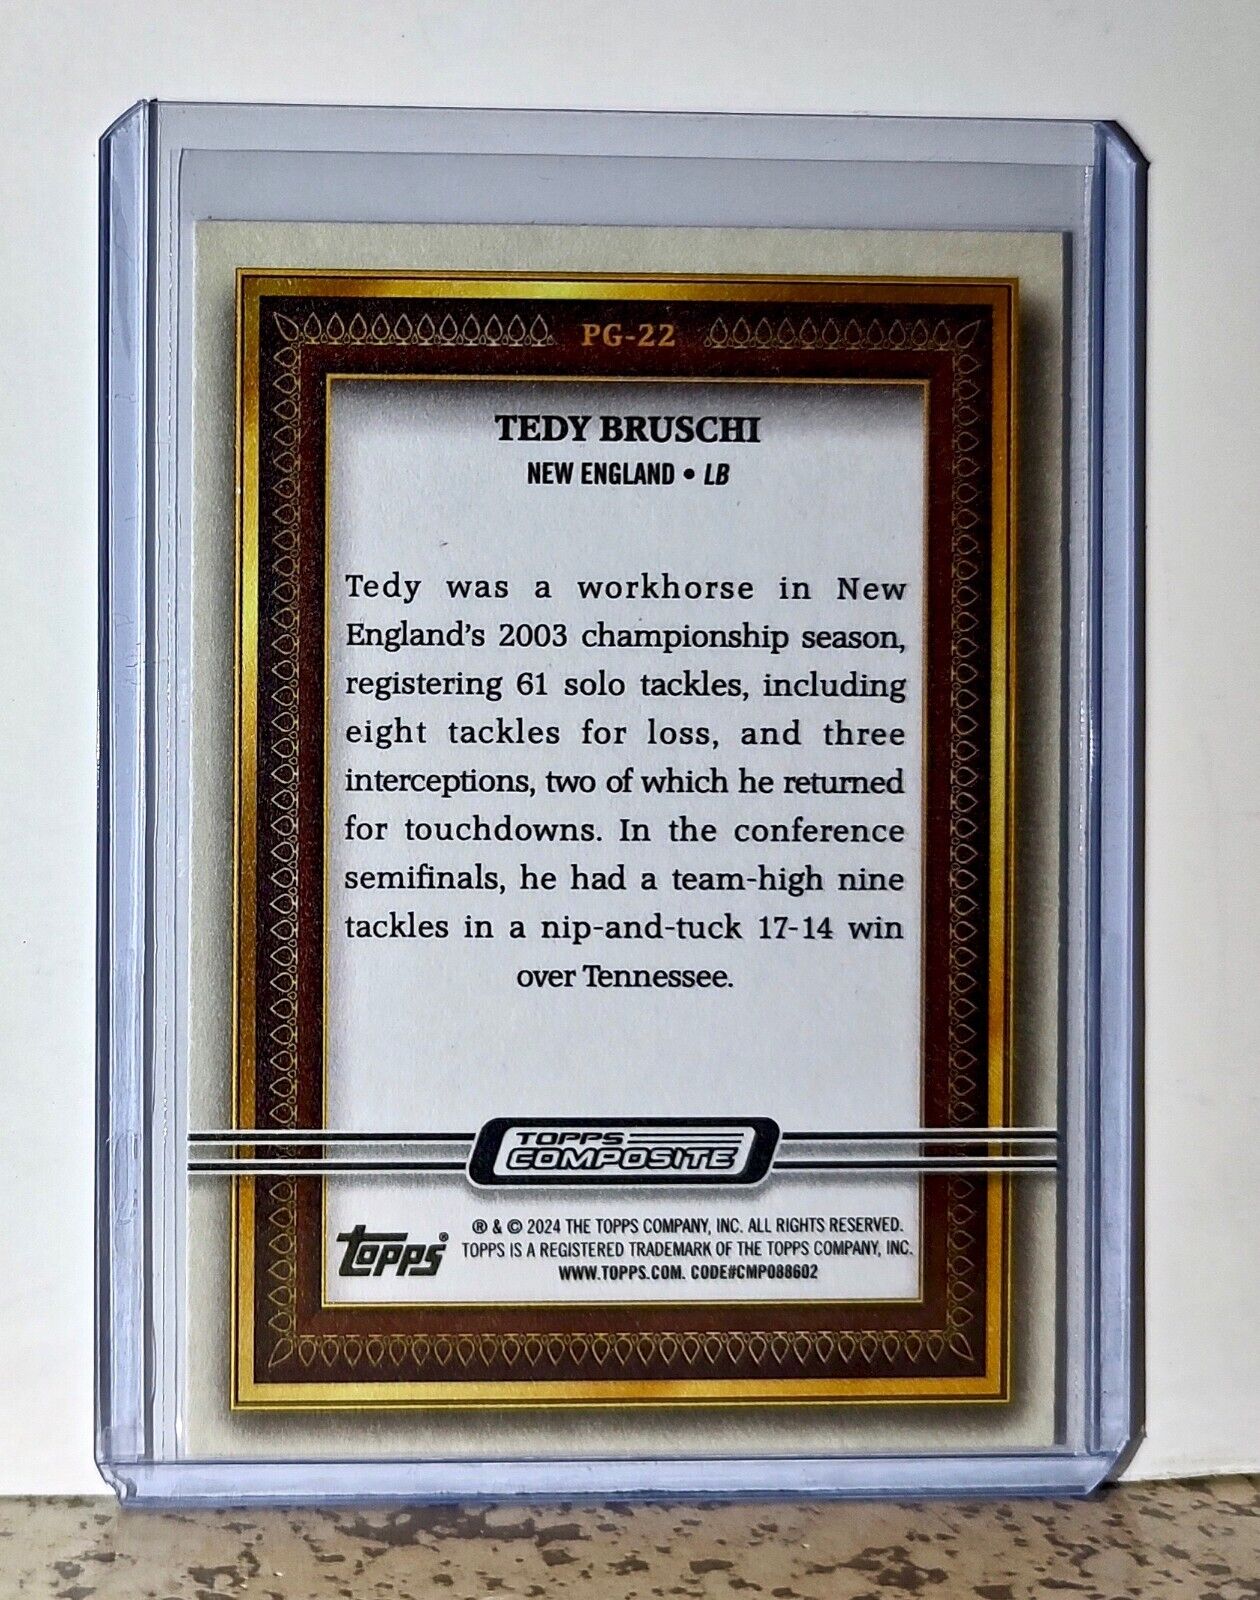 PG-22
TEDY BRUSCHI
NEW ENGLAND • LB
Tedy was a workhorse in New
England's 2003 championship season,
registering 61 solo tackles, including
eight tackles for loss, and three
interceptions, two of which he returned
for touchdowns. In the conference
semifinals, he had a team-high nine
tackles in a nip-and-tuck 17-14 win
over Tennessee.
TOPPS
COMPOSITE
topps®
® & © 2024 THE TOPPS COMPANY, INC. ALL RIGHTS RESERVED.
TOPPS IS A REGISTERED TRADEMARK OF THE TOPPS COMPANY, INC.
WWW.TOPPS.COM. CODE#CMP088602